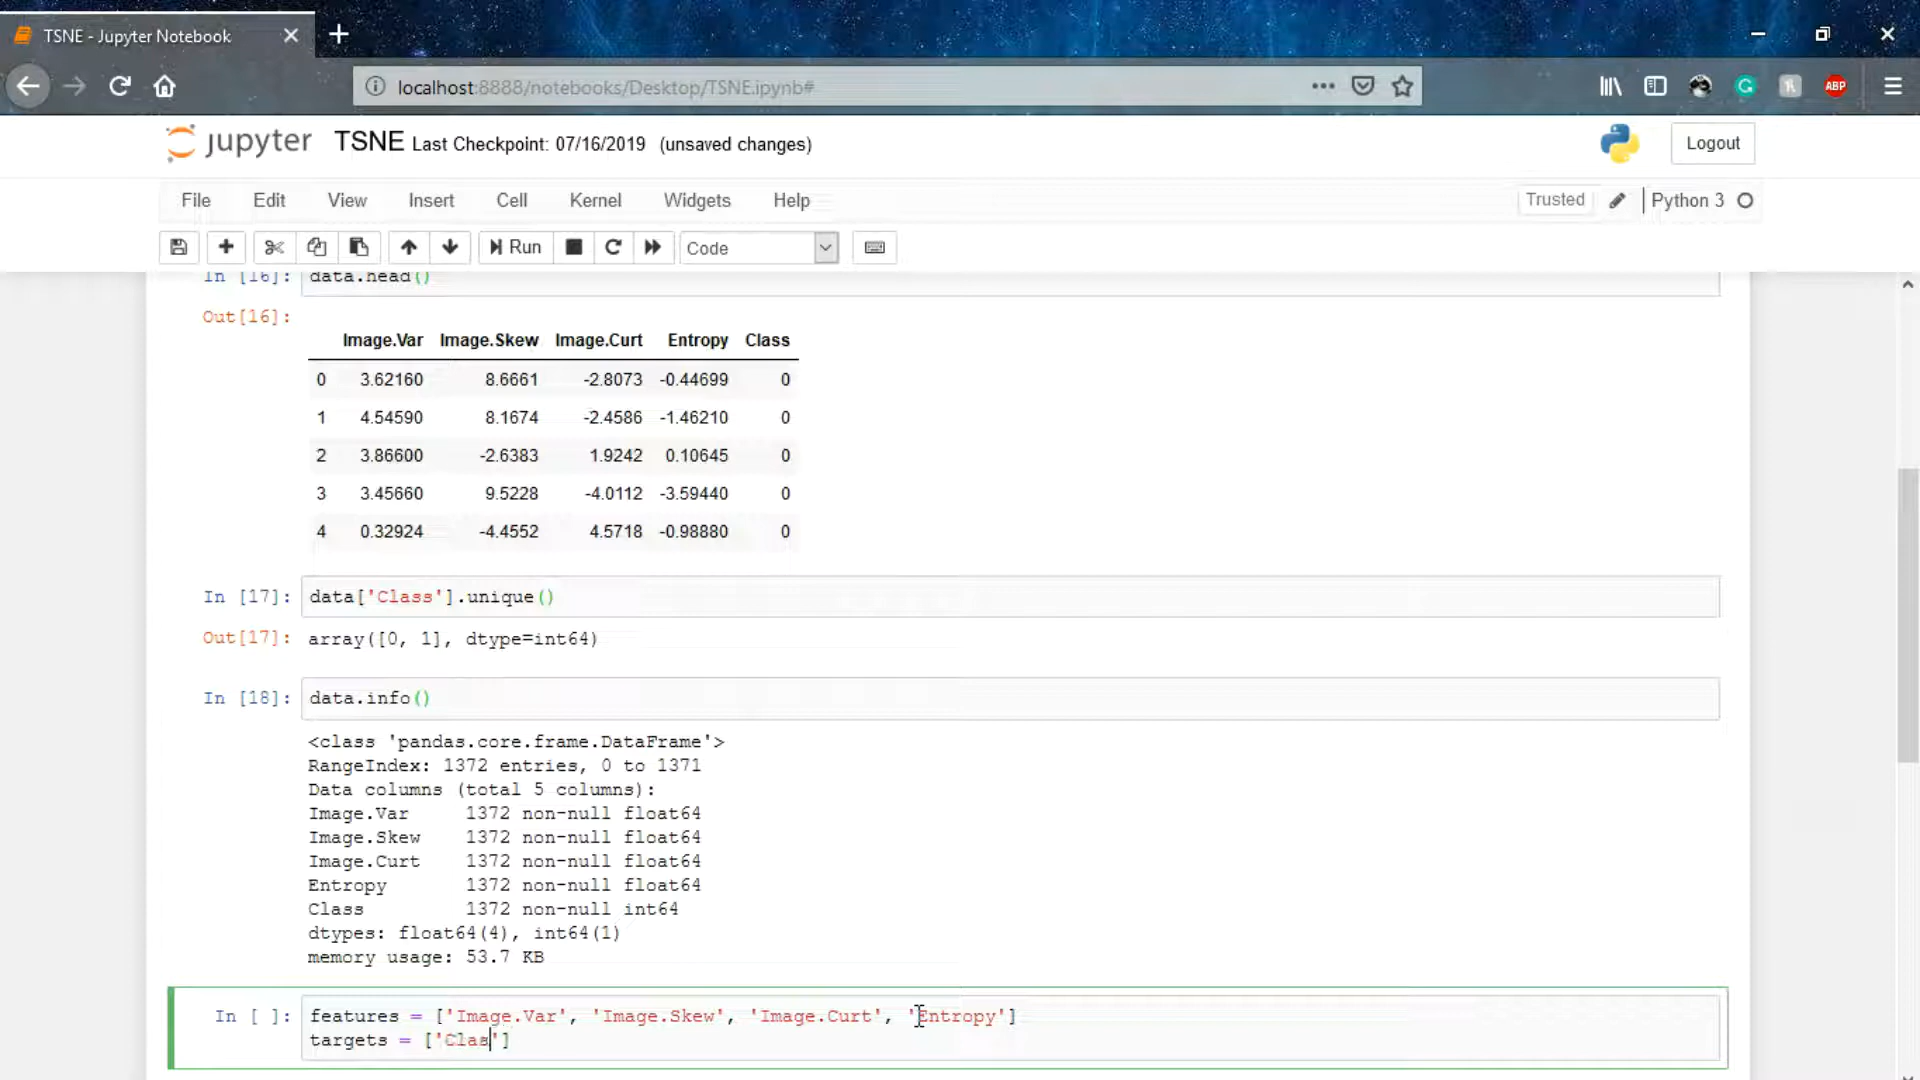 TSNE - Jupyter Notebook
localhost:8888/notebooks/Desktop/TSNE.ipynb#
ABP
jupyter TSNE Last Checkpoint: 07/16/2019 (unsaved changes)
Logout
File Edit View Insert Cell Kernel Widgets Help
Trusted Python 3
Run Code
In [16]: data.head()
Out[16]:
Image.Var Image.Skew Image.Curt Entropy Class
0 3.62160 8.6661 -2.8073 -0.44699 0
1 4.54590 8.1674 -2.4586 -1.46210 0
2 3.86600 -2.6383 1.9242 0.10645 0
3 3.45660 9.5228 -4.0112 -3.59440 0
4 0.32924 -4.4552 4.5718 -0.98880 0
In [17]: data['Class'].unique()
Out[17]: array([0, 1], dtype=int64)
In [18]: data.info()
<class 'pandas.core.frame.DataFrame'>
RangeIndex: 1372 entries, 0 to 1371
Data columns (total 5 columns):
Image.Var 1372 non-null float64
Image.Skew 1372 non-null float64
Image.Curt 1372 non-null float64
Entropy 1372 non-null float64
Class 1372 non-null int64
dtypes: float64(4), int64(1)
memory usage: 53.7 KB
In [ ]: features = ['Image.Var', 'Image.Skew', 'Image.Curt', 'Entropy']
targets = ['Clas']